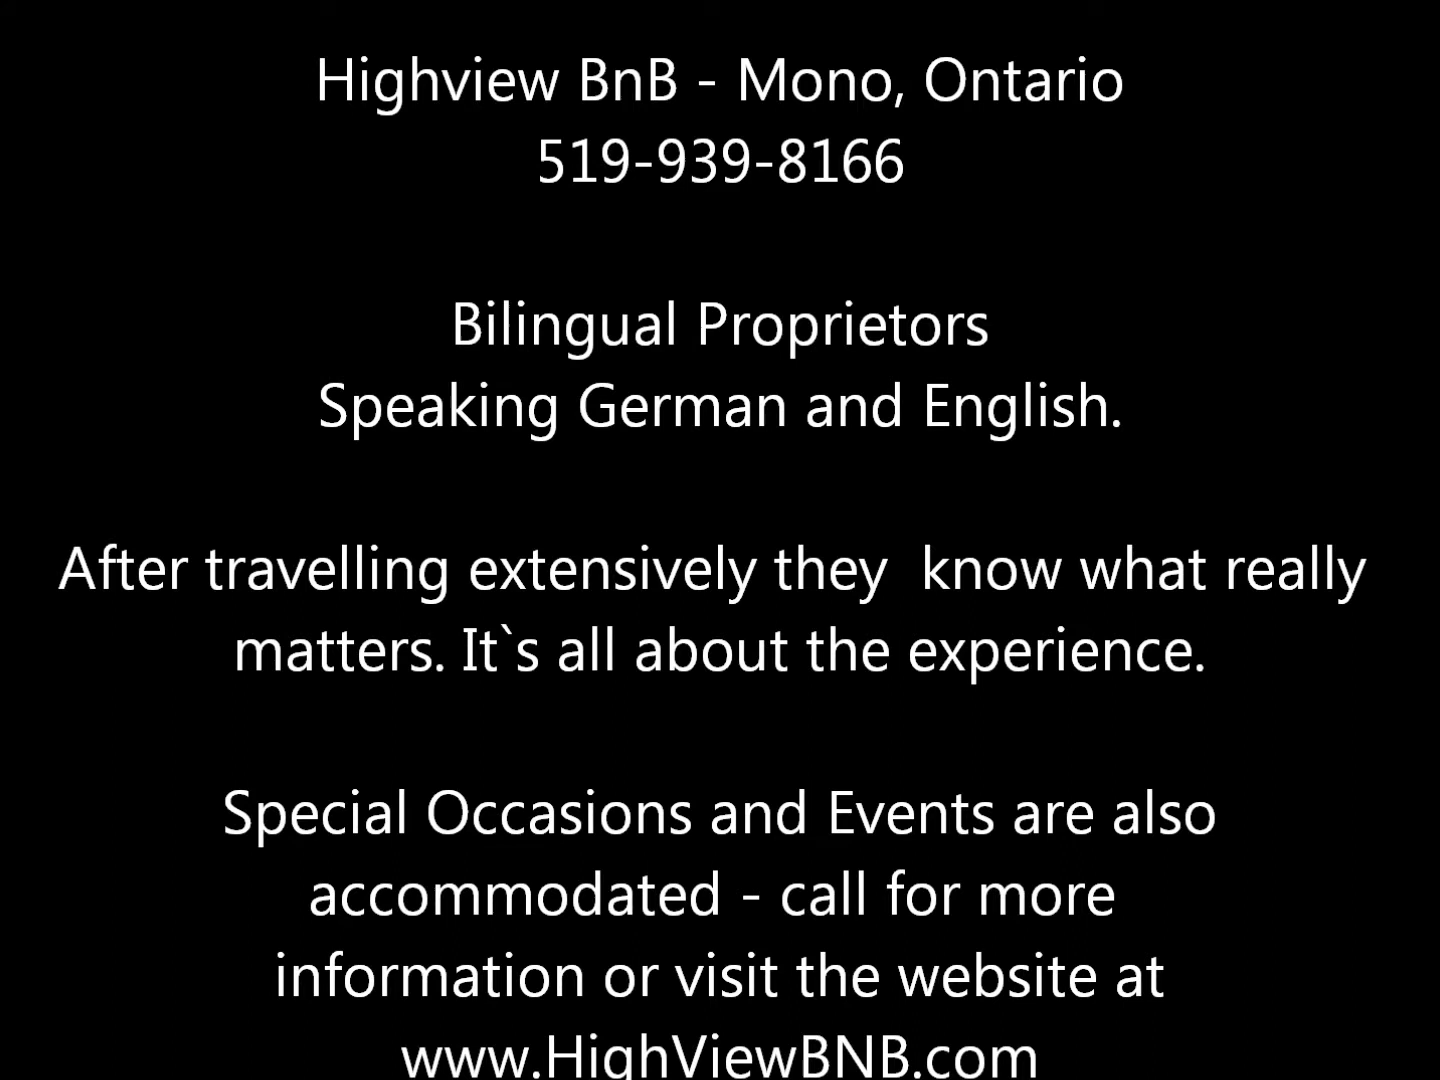 Highview BnB - Mono, Ontario
519-939-8166
Bilingual Proprietors
Speaking German and English.
After travelling extensively they  know what really
matters. It`s all about the experience.
Special Occasions and Events are also
accommodated - call for more
information or visit the website at
www.HighViewBNB.com